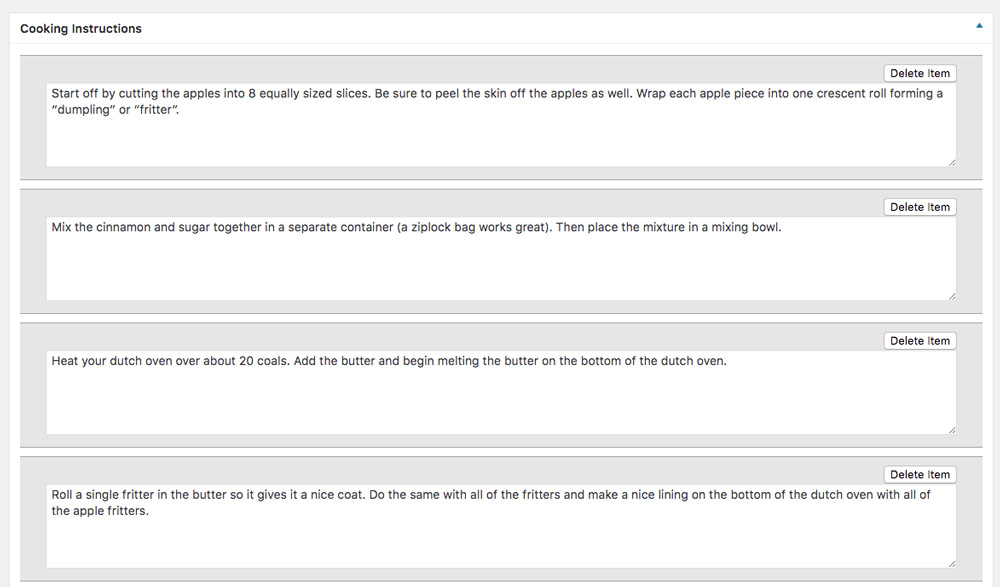 Cooking Instructions
Delete Item
Start off by cutting the apples into 8 equally sized slices. Be sure to peel the skin off the apples as well. Wrap each apple piece into one crescent roll forming a
“dumpling” or “fritter”.
Delete Item
Mix the cinnamon and sugar together in a separate container (a ziplock bag works great). Then place the mixture in a mixing bowl.
Delete Item
Heat your dutch oven over about 20 coals. Add the butter and begin melting the butter on the bottom of the dutch oven.
Delete Item
Roll a single fritter in the butter so it gives it a nice coat. Do the same with all of the fritters and make a nice lining on the bottom of the dutch oven with all of
the apple fritters.